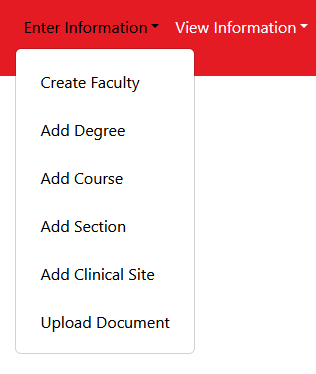 Enter Information View Information
Create Faculty
Add Degree
Add Course
Add Section
Add Clinical Site
Upload Document